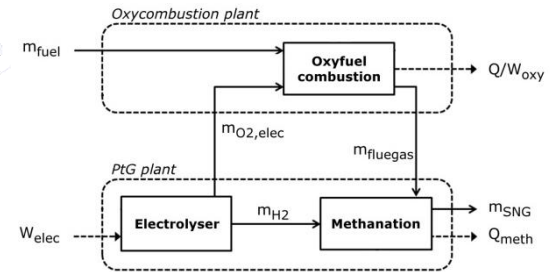 Oxycombustion plant
m_fuel
Oxyfuel
combustion
Q/W_oxy
m_O2,elec
m_fluegas
PtG plant
Electrolyser
m_H2
Methanation
m_SNG
W_elec
Q_meth